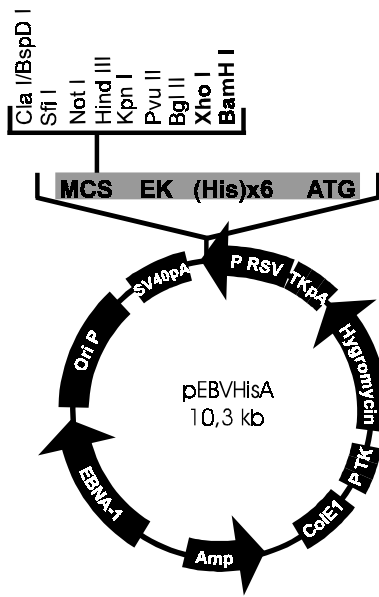 Cla I/BspD I
Sfi I
Not I
Hind III
Kpn I
Pvu II
Bgl II
Xho I
BamH I
MCS EK (His)x6 ATG
P RSV
TKpA
Hygromycin
P TK
ColE1
Amp
EBNA-1
Ori P
SV40pA
pEBVHisA
10,3 kb